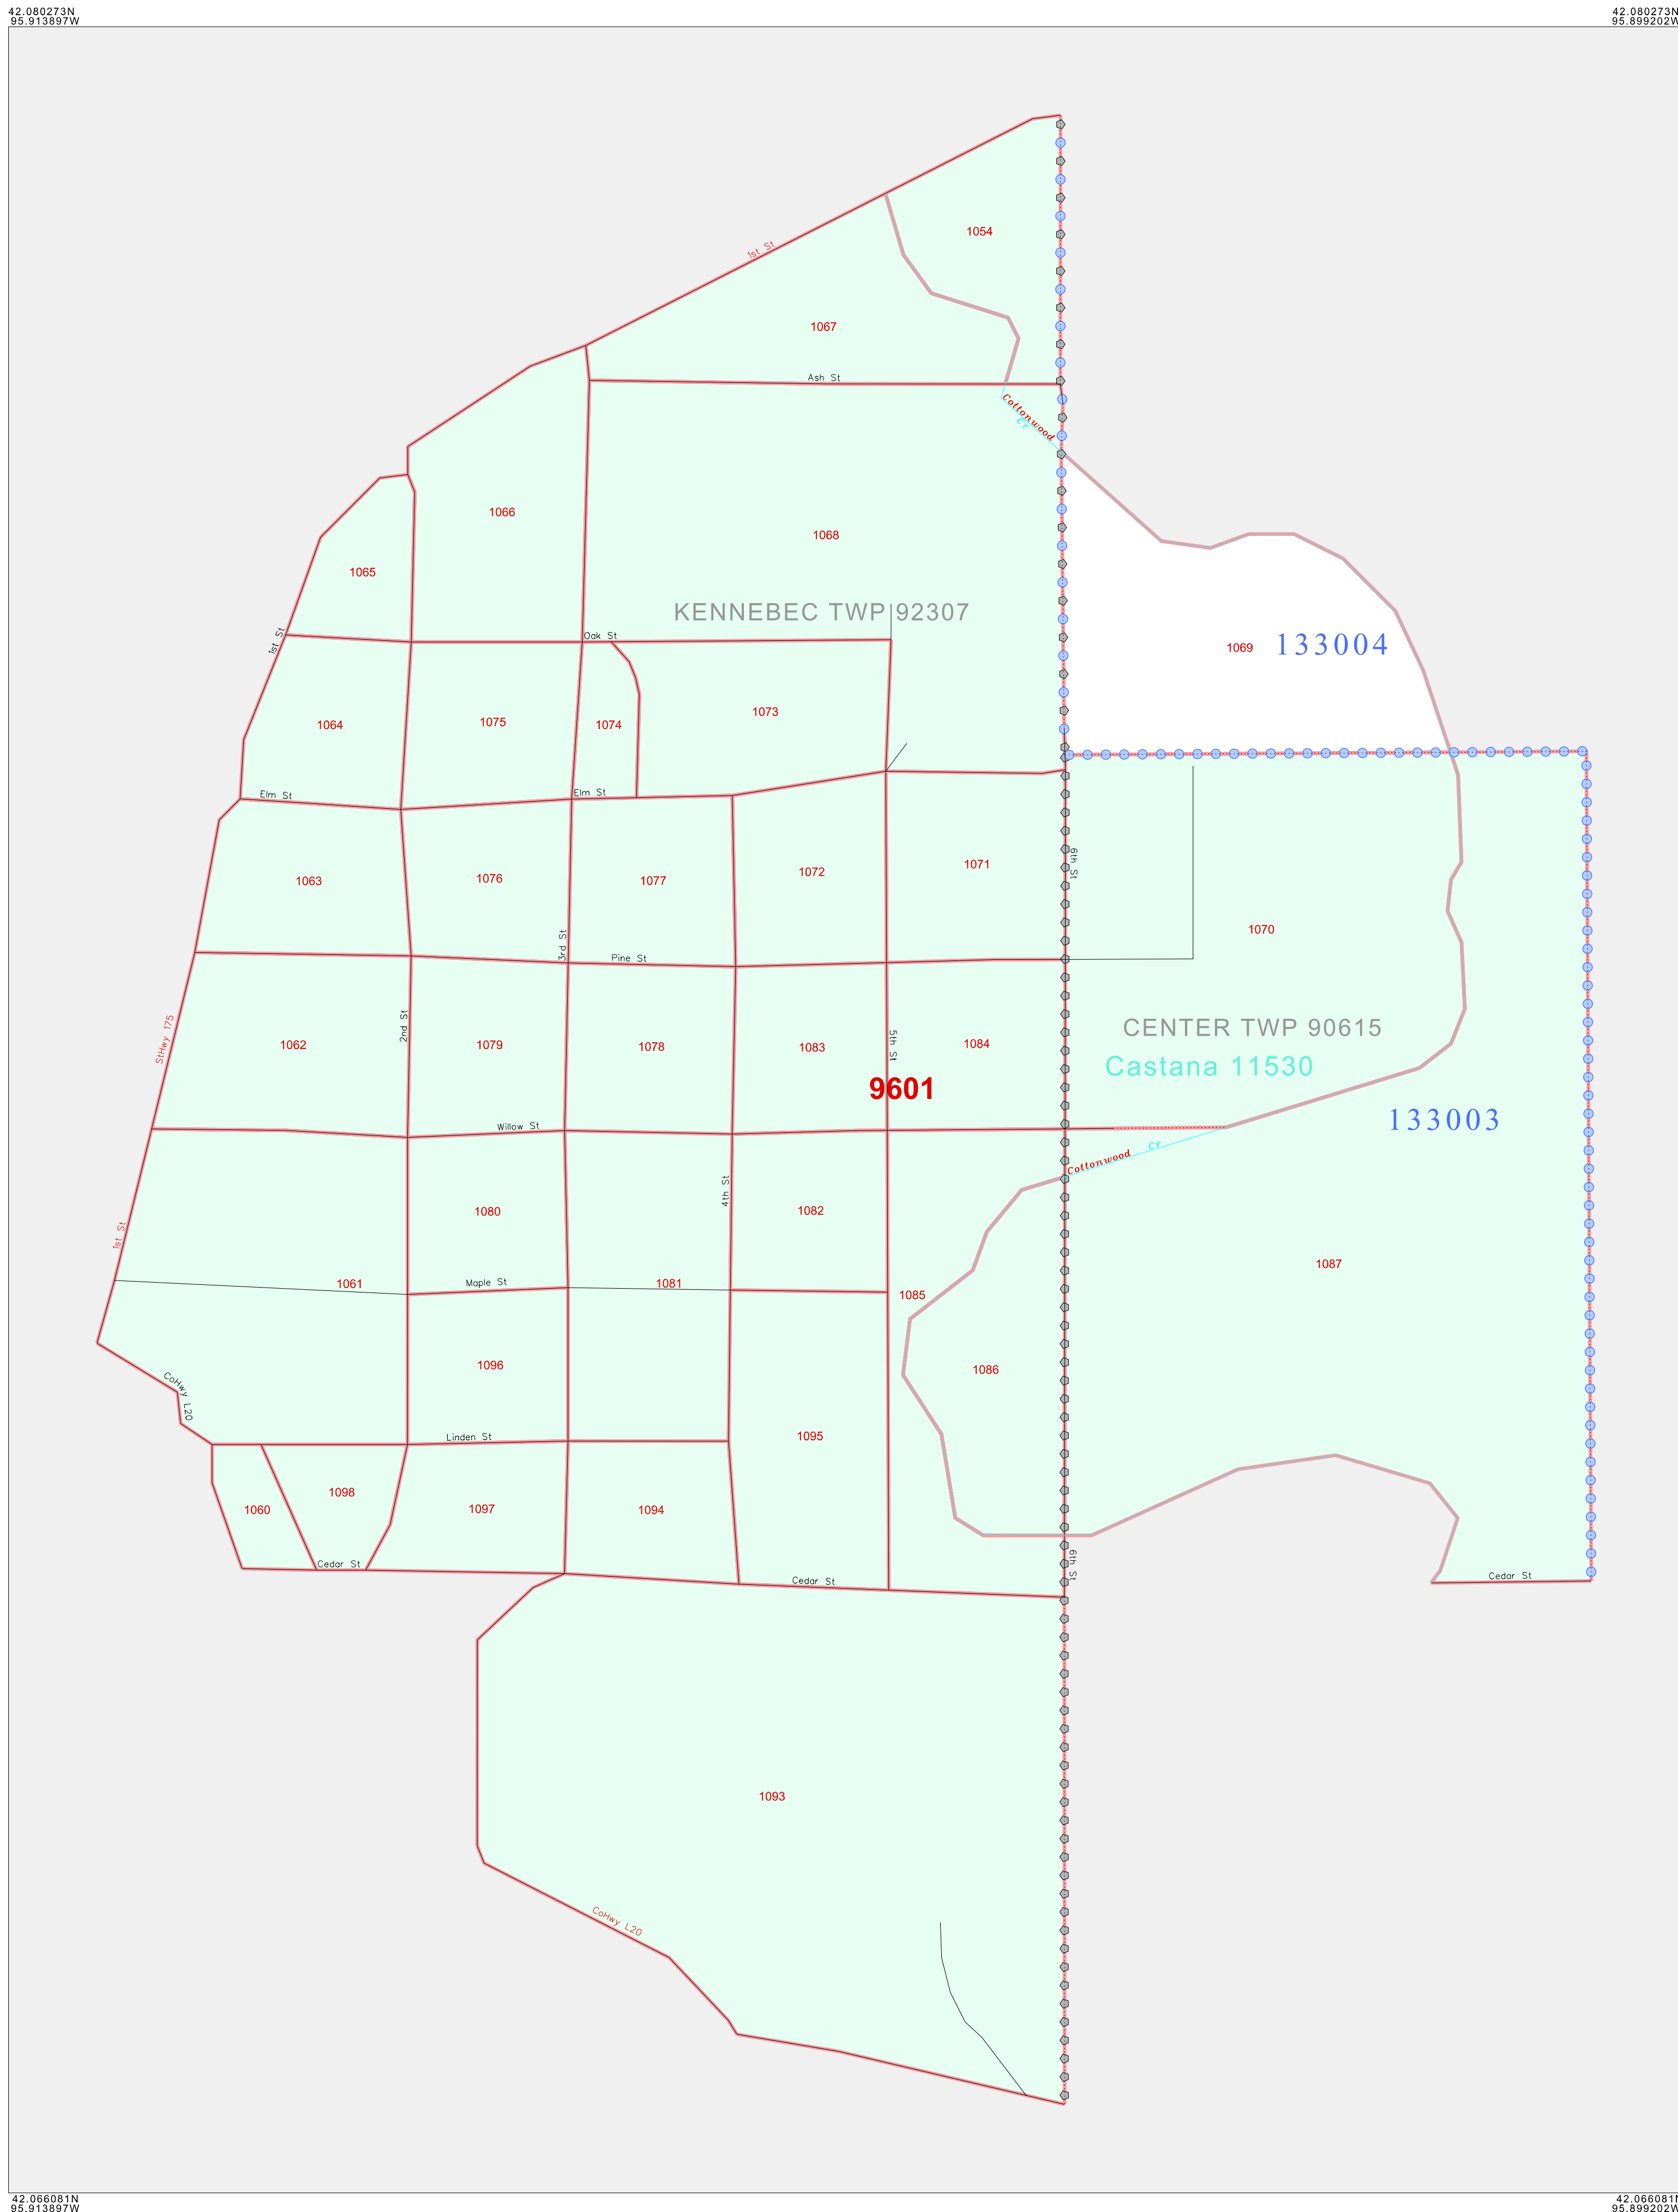 42.080273N
95.913897W
42.080273N
95.899202W
1054
1st St
1067
Ash St
Cottonwood
Cr
1066
1068
1065
KENNEBEC TWP 92307
1st St
Oak St
1069
133004
1064
1075
1074
1073
Elm St
Elm St
1063
1076
1077
1072
1071
6th St
1070
3rd St
Pine St
StHwy 175
1062
2nd St
1079
1078
1083
5th St
1084
CENTER TWP 90615
Castana 11530
9601
133003
Willow St
Cottonwood
Cr
1st St
1080
4th St
1082
1087
1061
Maple St
1081
1085
1096
1086
CoHwy L20
Linden St
1095
1060
1098
1097
1094
Cedar St
Cedar St
6th St
Cedar St
1093
CoHwy L20
42.066081N
95.913897W
42.066081N
95.899202W